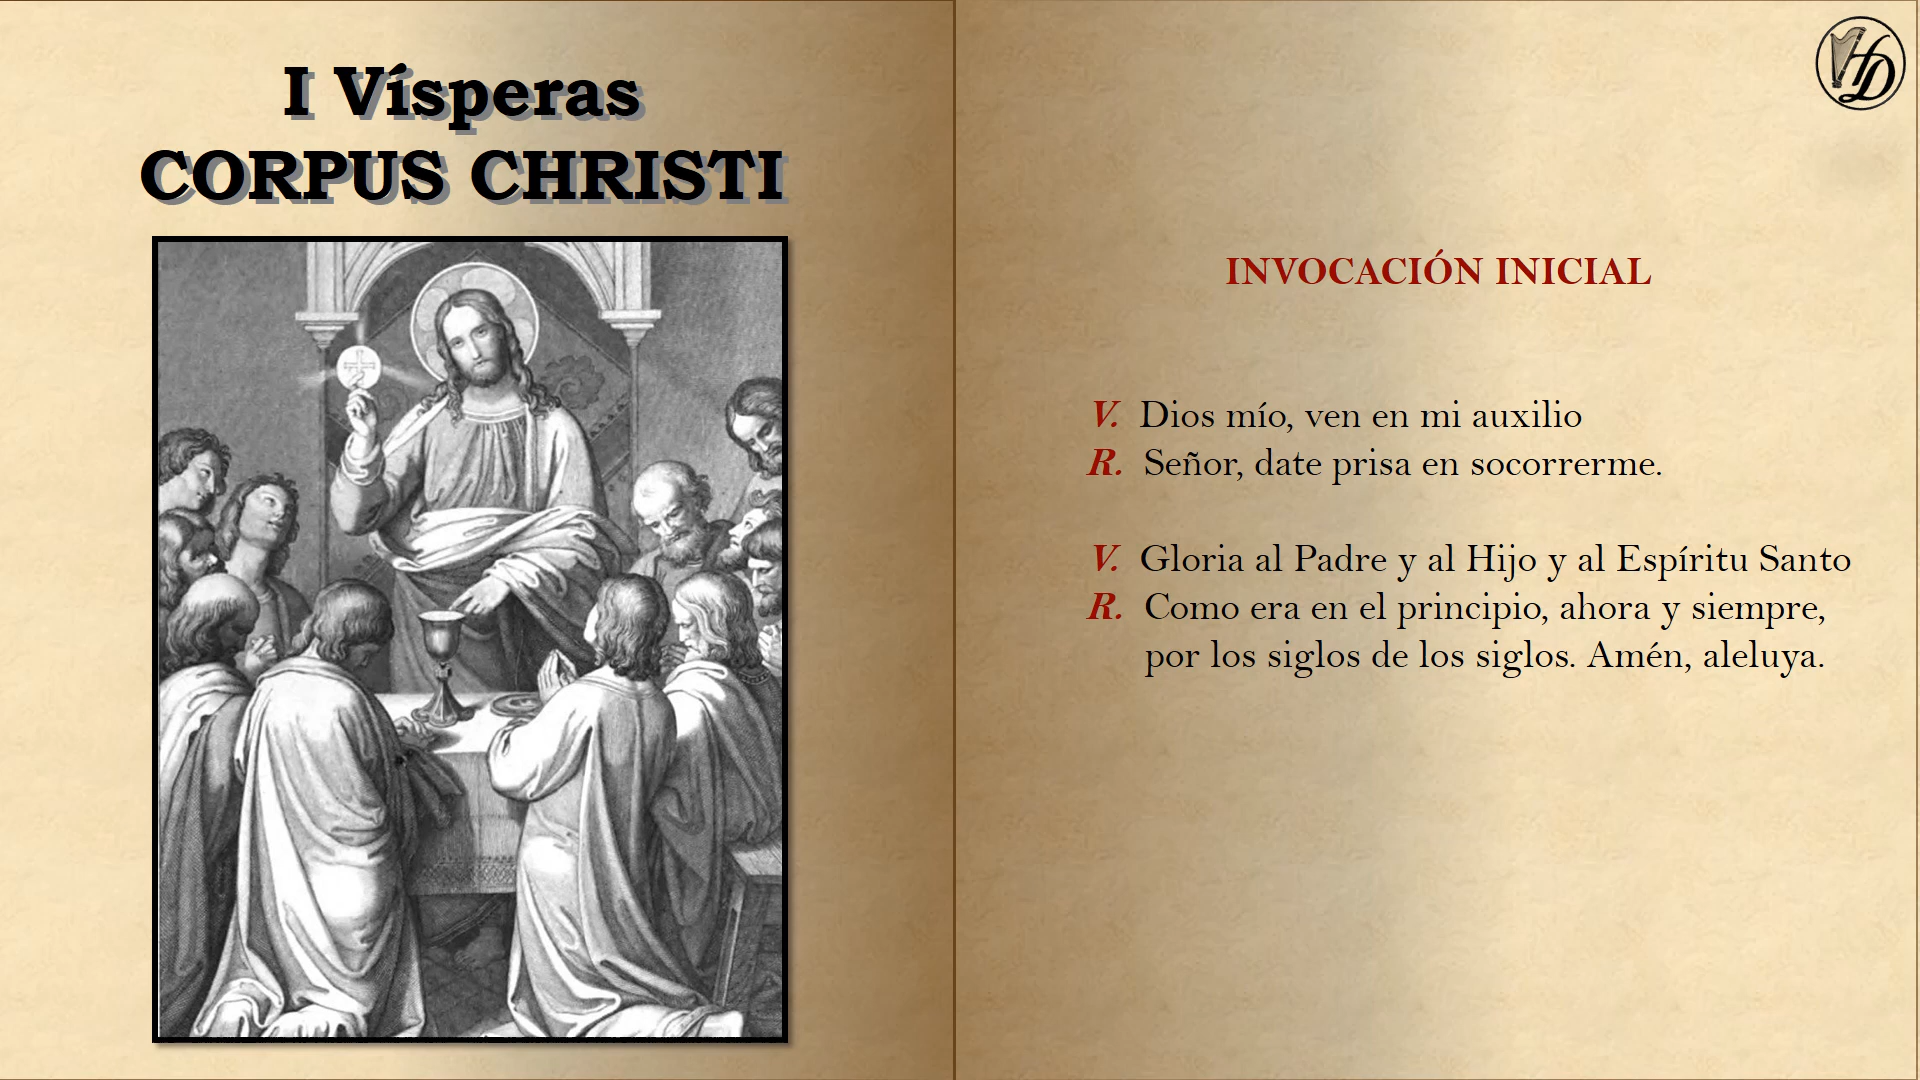 I Vísperas
CORPUS CHRISTI
HD
INVOCACIÓN INICIAL
V. Dios mío, ven en mi auxilio
R. Señor, date prisa en socorrerme.
V. Gloria al Padre y al Hijo y al Espíritu Santo
R. Como era en el principio, ahora y siempre,
por los siglos de los siglos. Amén, aleluya.